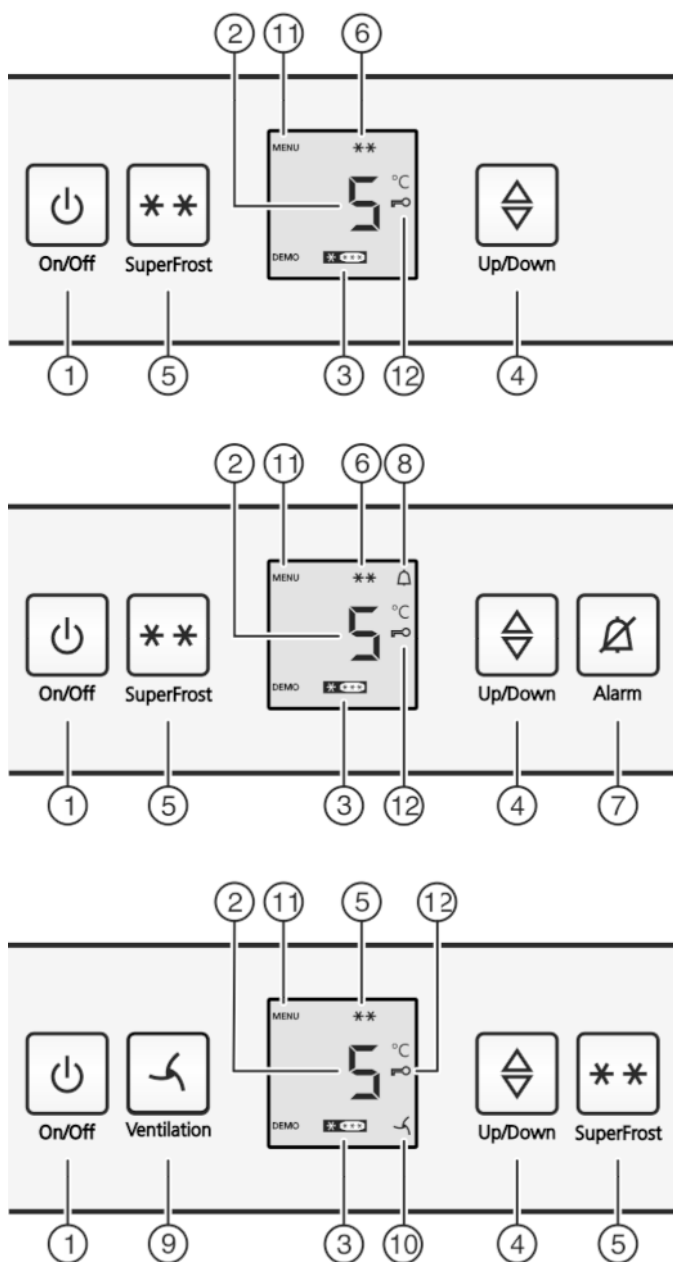 2 11 6
MENU **
5 °C
DEMO
On/Off SuperFrost Up/Down
1 5 3 12 4
2 11 6 8
MENU **
5 °C
DEMO
On/Off SuperFrost Up/Down Alarm
1 5 3 12 4 7
2 11 5 12
MENU **
5 °C
DEMO
On/Off Ventilation Up/Down SuperFrost
1 9 3 10 4 5